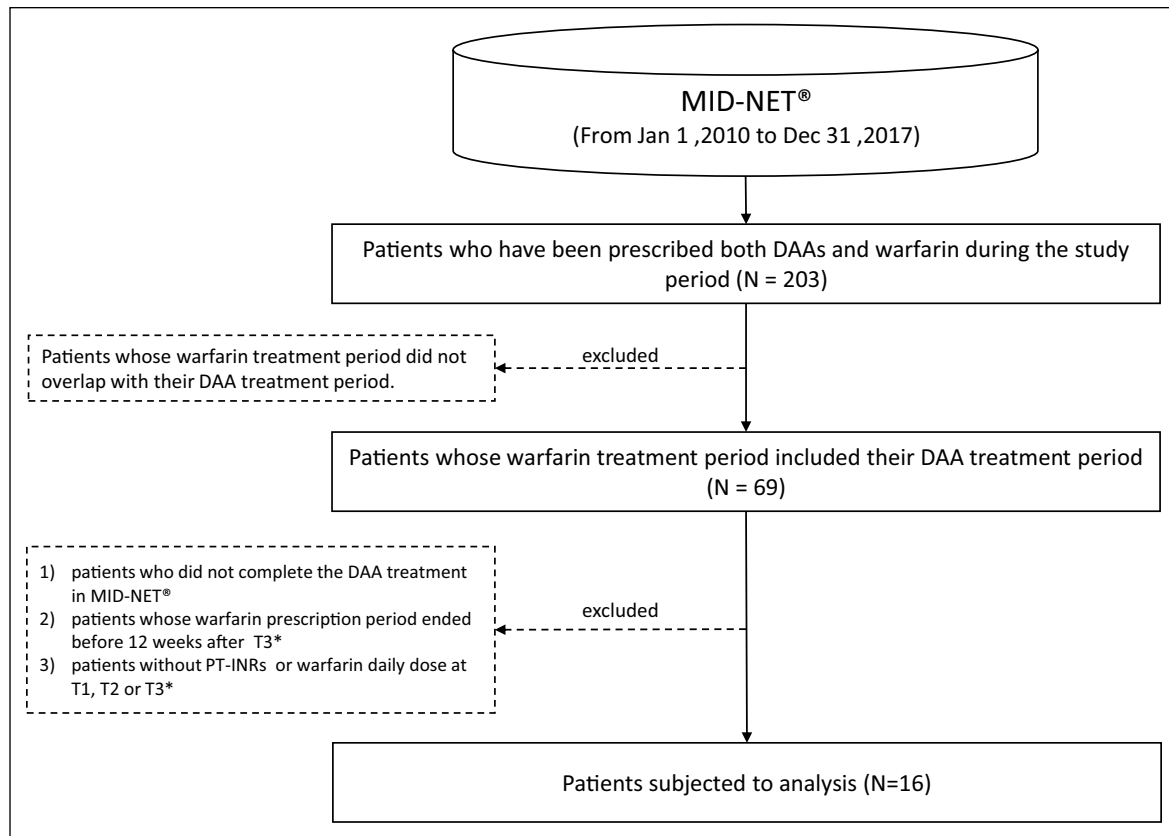 MID-NET®
(From Jan 1 ,2010 to Dec 31 ,2017)
Patients who have been prescribed both DAAs and warfarin during the study
period (N = 203)
excluded
Patients whose warfarin treatment period did not
overlap with their DAA treatment period.
Patients whose warfarin treatment period included their DAA treatment period
(N = 69)
1) patients who did not complete the DAA treatment
in MID-NET®
2) patients whose warfarin prescription period ended
before 12 weeks after T3*
3) patients without PT-INRs or warfarin daily dose at
T1, T2 or T3*
excluded
Patients subjected to analysis (N=16)